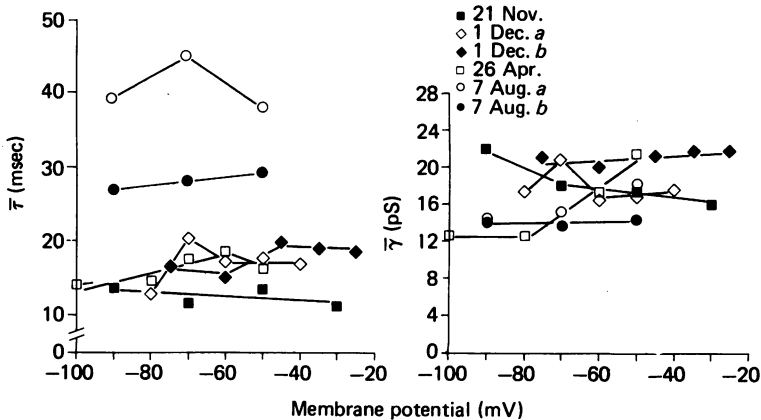 50
40
30
20
10
0
τ̅ (msec)
−100 −80 −60 −40 −20
21 Nov.
1 Dec. a
1 Dec. b
26 Apr.
7 Aug. a
7 Aug. b
28
24
20
16
12
8
4
0
γ̅ (pS)
−100 −80 −60 −40 −20
Membrane potential (mV)